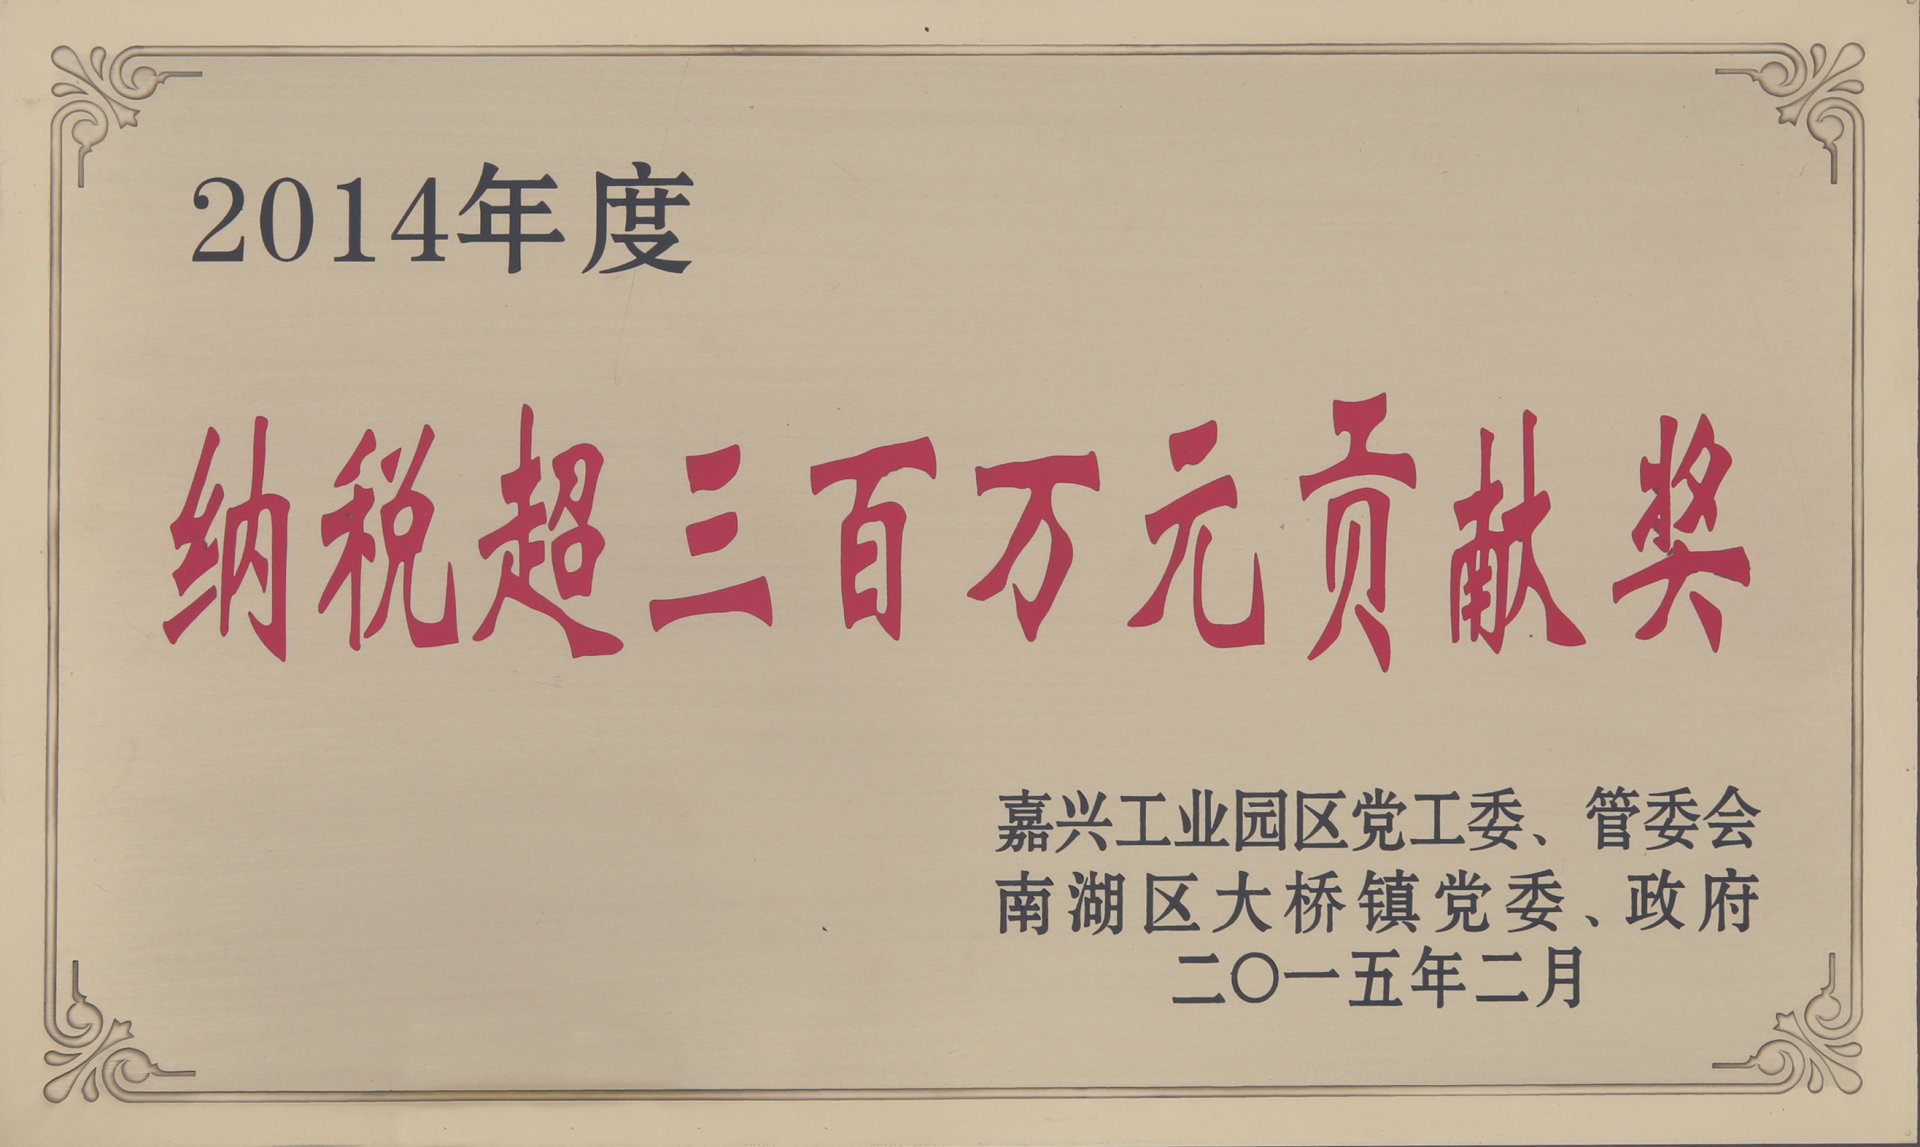 2014年度
纳税超三百万元贡献奖
嘉兴工业园区党工委、管委会
南湖区大桥镇党委、政府
二〇一五年二月